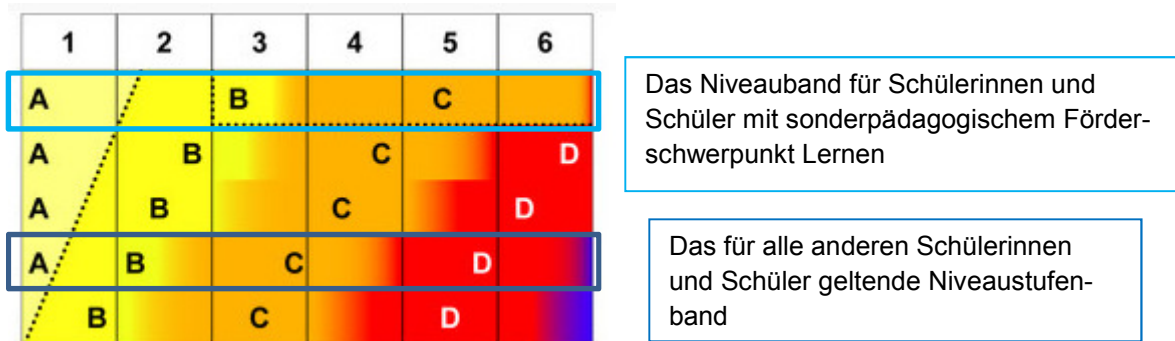 1 2 3 4 5 6
A B C
A B C D
A B C D
A B C D
B C D
Das Niveauband für Schülerinnen und
Schüler mit sonderpädagogischem Förder-
schwerpunkt Lernen
Das für alle anderen Schülerinnen
und Schüler geltende Niveaustufen-
band